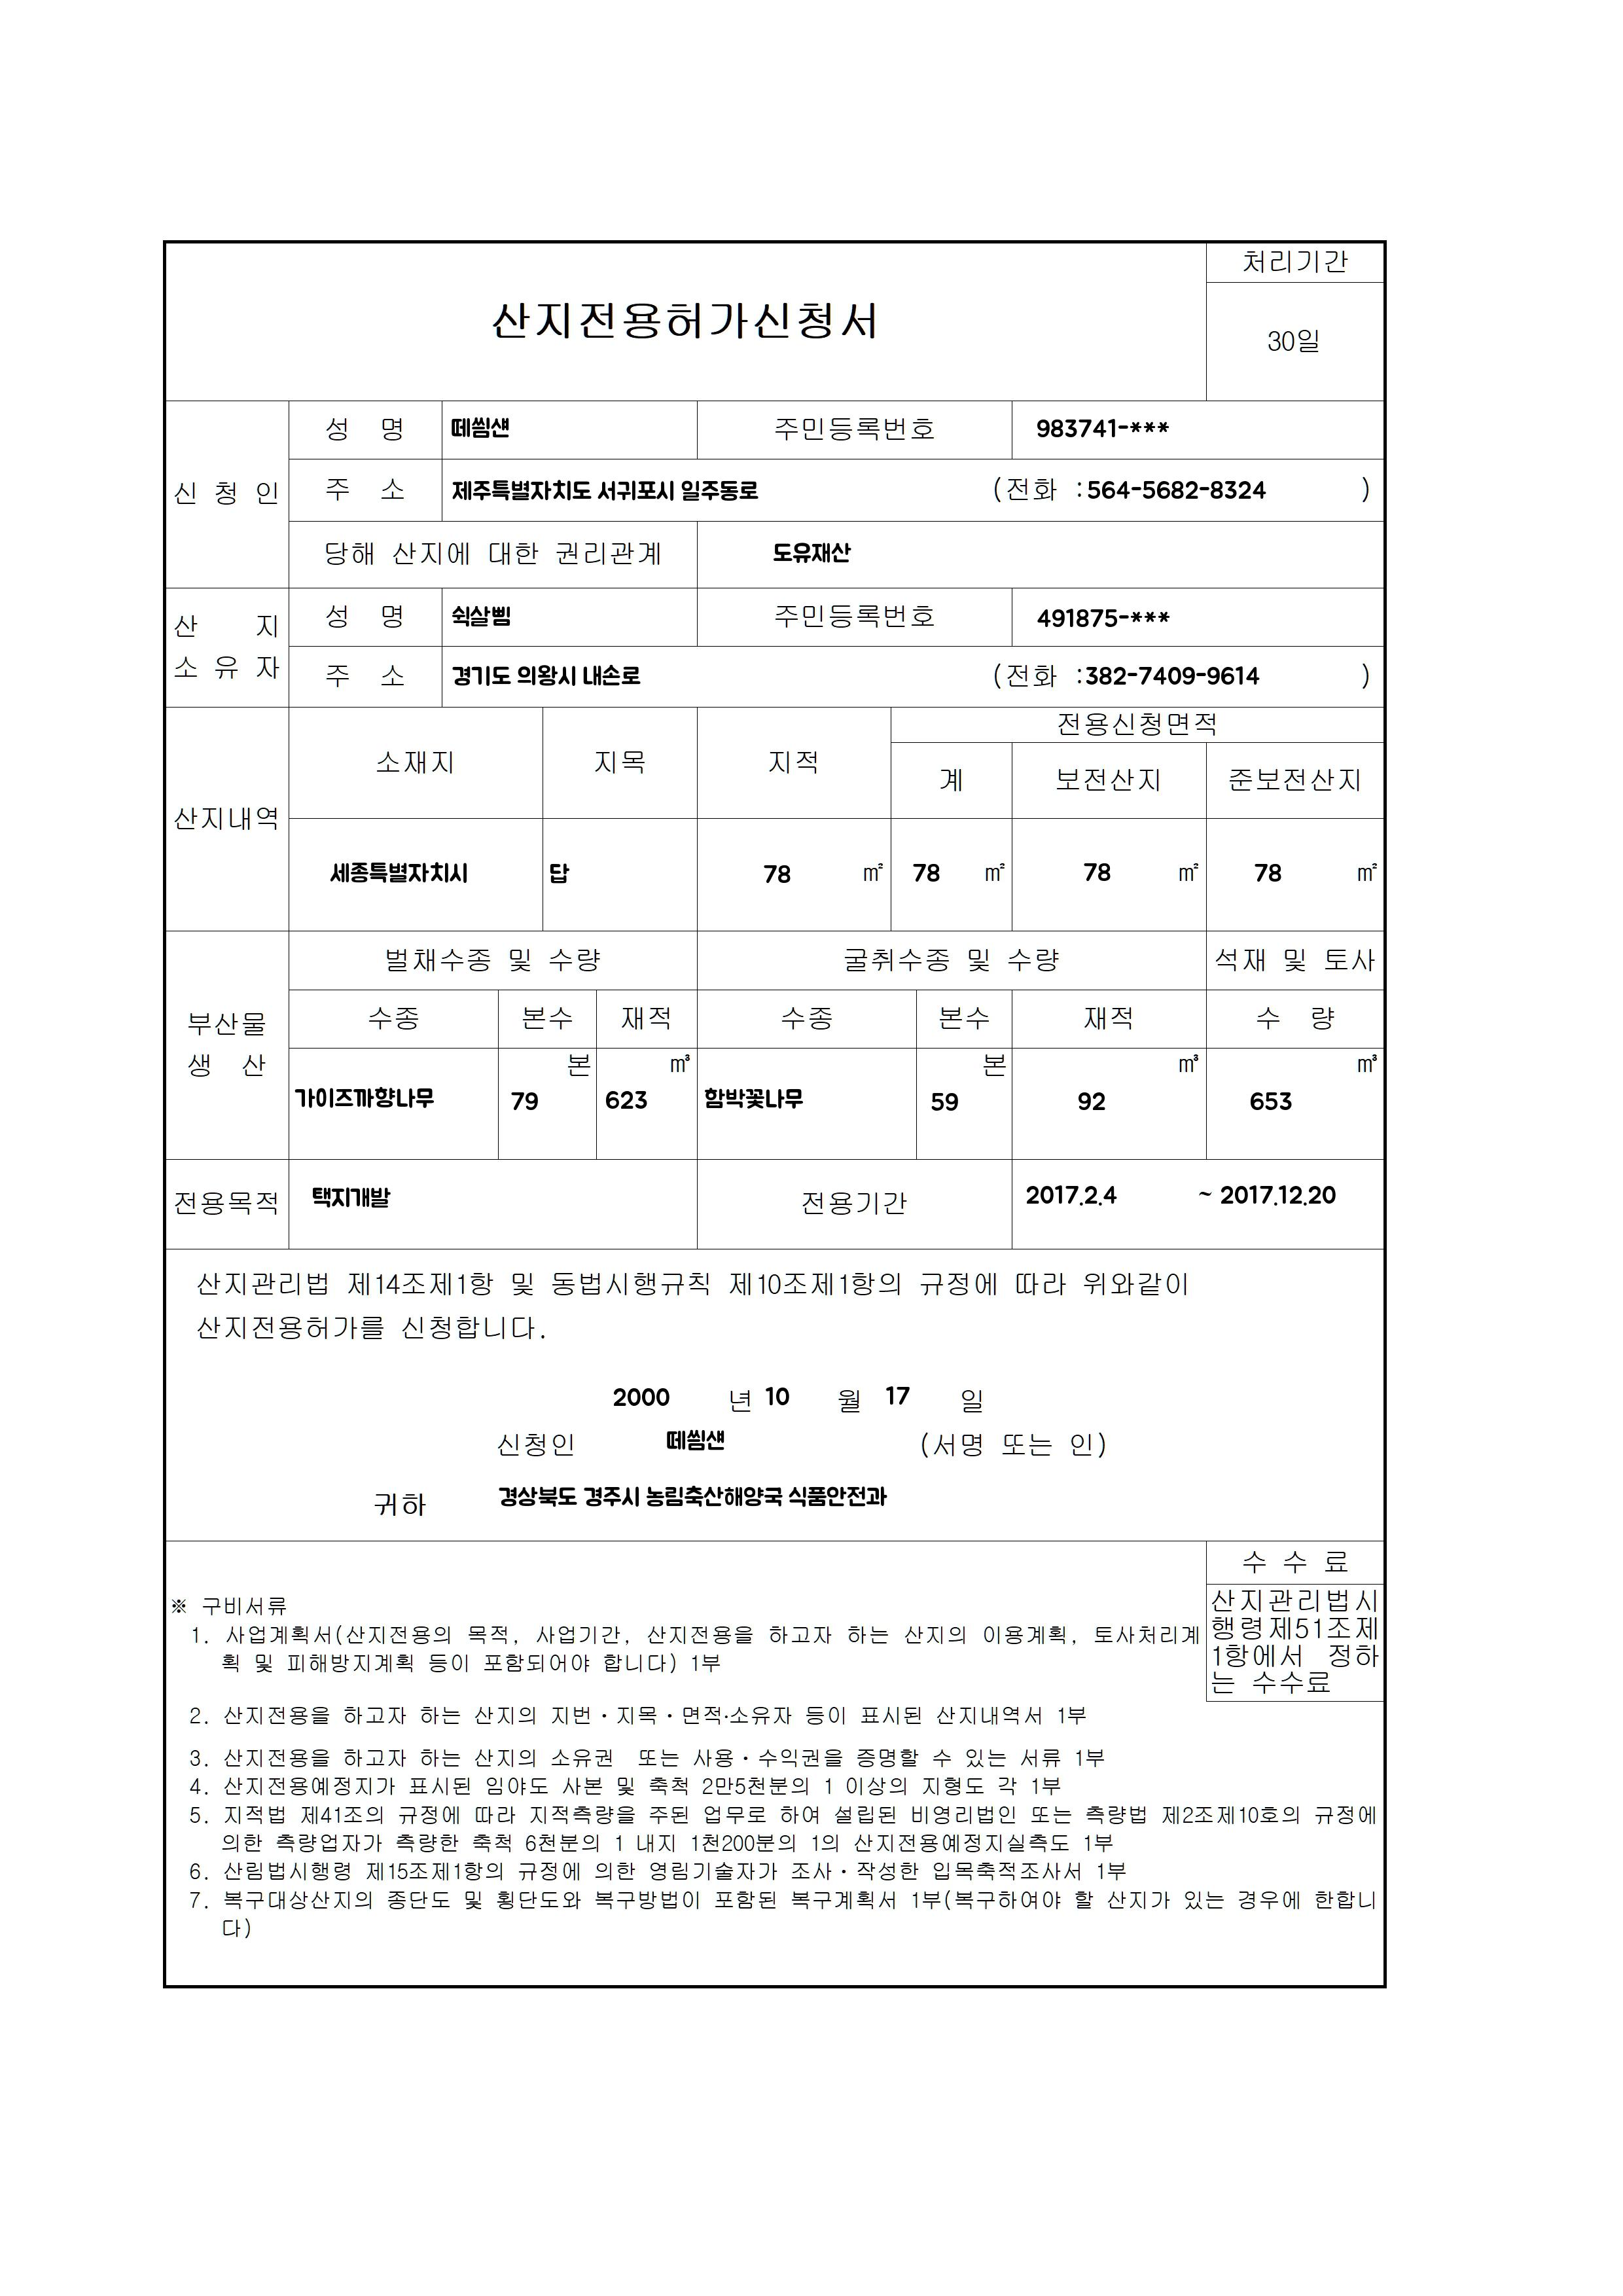 처리기간
산지전용허가신청서
30일
신 청 인
성 명
떼씜섄
주민등록번호
983741-***
주 소
제주특별자치도 서귀포시 일주동로
(전화 :564-5682-8324 )
당해 산지에 대한 권리관계
도유재산
산 지
소 유 자
성 명
쉭살삠
주민등록번호
491875-***
주 소
경기도 의왕시 내손로
(전화 :382-7409-9614 )
산지내역
소재지
지목
지적
전용신청면적
계
보전산지
준보전산지
세종특별자치시
답
78 ㎡
78 ㎡
78 ㎡
78 ㎡
부산물
생 산
벌채수종 및 수량
굴취수종 및 수량
석재 및 토사
수종
본수
재적
수종
본수
재적
수 량
본
㎥
본
㎥
㎥
가이즈까향나무
79
623
함박꽃나무
59
92
653
전용목적
택지개발
전용기간
2017.2.4 ~ 2017.12.20
산지관리법 제14조제1항 및 동법시행규칙 제10조제1항의 규정에 따라 위와같이
산지전용허가를 신청합니다.
2000 년 10 월 17 일
신청인 떼씜섄 (서명 또는 인)
귀하 경상북도 경주시 농림축산해양국 식품안전과
수 수 료
산지관리법시
행령제51조제
1항에서 정하
는 수수료
※ 구비서류
1. 사업계획서(산지전용의 목적, 사업기간, 산지전용을 하고자 하는 산지의 이용계획, 토사처리계
획 및 피해방지계획 등이 포함되어야 합니다) 1부
2. 산지전용을 하고자 하는 산지의 지번・지목・면적·소유자 등이 표시된 산지내역서 1부
3. 산지전용을 하고자 하는 산지의 소유권 또는 사용・수익권을 증명할 수 있는 서류 1부
4. 산지전용예정지가 표시된 임야도 사본 및 축척 2만5천분의 1 이상의 지형도 각 1부
5. 지적법 제41조의 규정에 따라 지적측량을 주된 업무로 하여 설립된 비영리법인 또는 측량법 제2조제10호의 규정에
의한 측량업자가 측량한 축척 6천분의 1 내지 1천200분의 1의 산지전용예정지실측도 1부
6. 산림법시행령 제15조제1항의 규정에 의한 영림기술자가 조사・작성한 입목축적조사서 1부
7. 복구대상산지의 종단도 및 횡단도와 복구방법이 포함된 복구계획서 1부(복구하여야 할 산지가 있는 경우에 한합니
다)